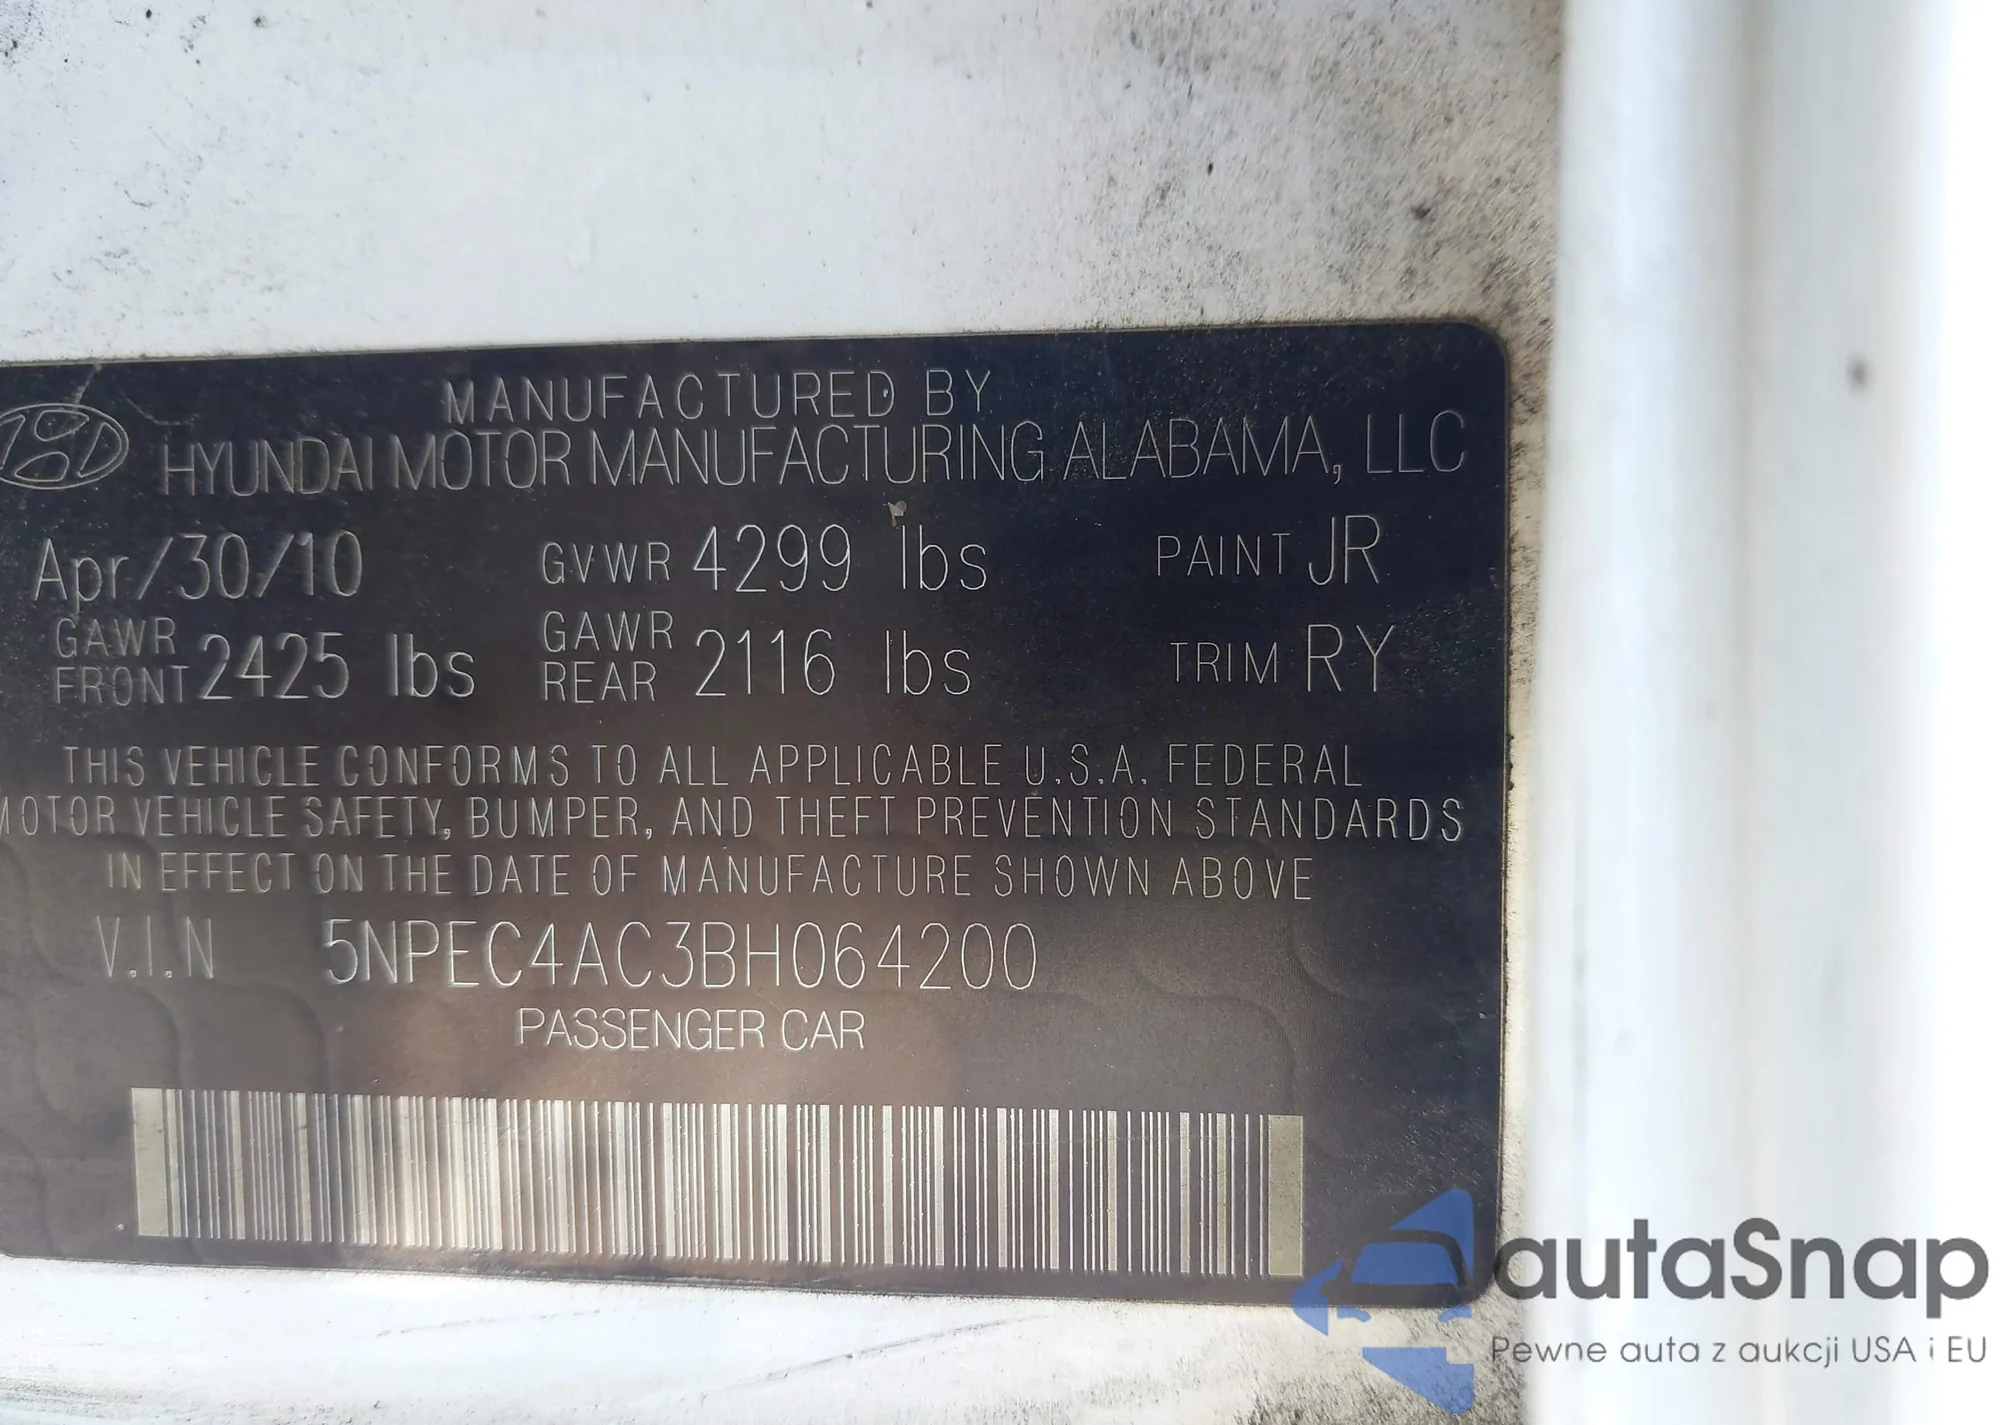 MANUFACTURED BY
HYUNDAI MOTOR MANUFACTURING ALABAMA, LLC
Apr/30/10 GVWR 4299 lbs PAINT JR
GAWR FRONT 2425 lbs GAWR REAR 2116 lbs TRIM RY
THIS VEHICLE CONFORMS TO ALL APPLICABLE U.S.A. FEDERAL
MOTOR VEHICLE SAFETY, BUMPER, AND THEFT PREVENTION STANDARDS
IN EFFECT ON THE DATE OF MANUFACTURE SHOWN ABOVE
V.I.N 5NPEC4AC3BH064200
PASSENGER CAR
autaSnap
Pewne auta z aukcji USA i EU